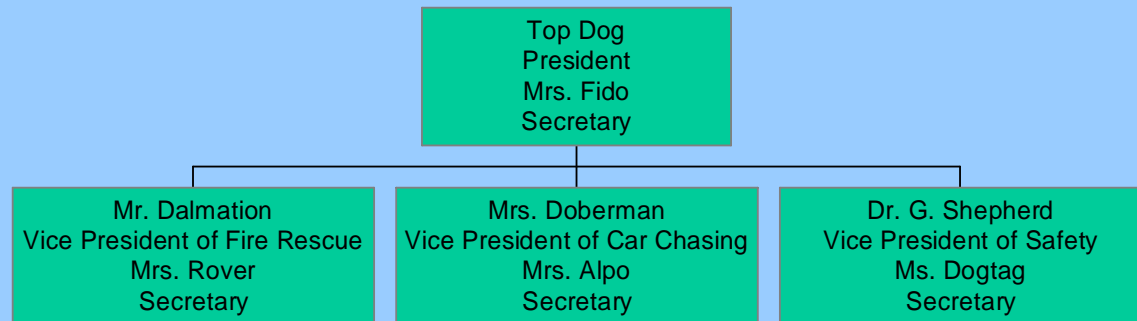 Top Dog
President
Mrs. Fido
Secretary
Mr. Dalmation
Vice President of Fire Rescue
Mrs. Rover
Secretary
Mrs. Doberman
Vice President of Car Chasing
Mrs. Alpo
Secretary
Dr. G. Shepherd
Vice President of Safety
Ms. Dogtag
Secretary